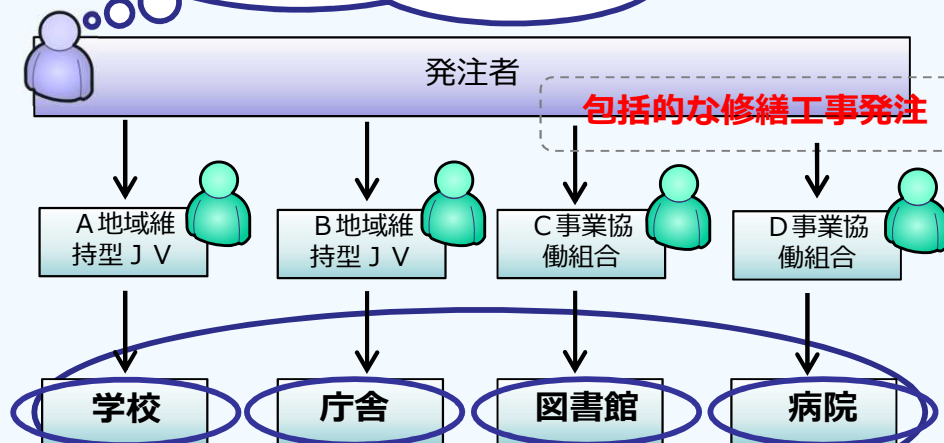 発注者
包括的な修繕工事発注
A地域維
持型JV
B地域維
持型JV
C事業協
働組合
D事業協
働組合
学校
庁舎
図書館
病院